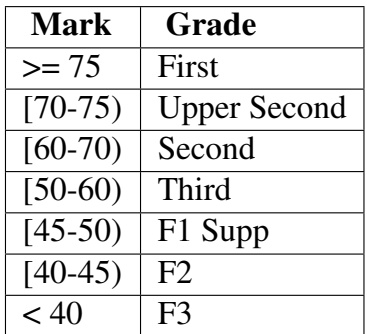 Mark Grade
>= 75 First
[70-75) Upper Second
[60-70) Second
[50-60) Third
[45-50) F1 Supp
[40-45) F2
< 40 F3